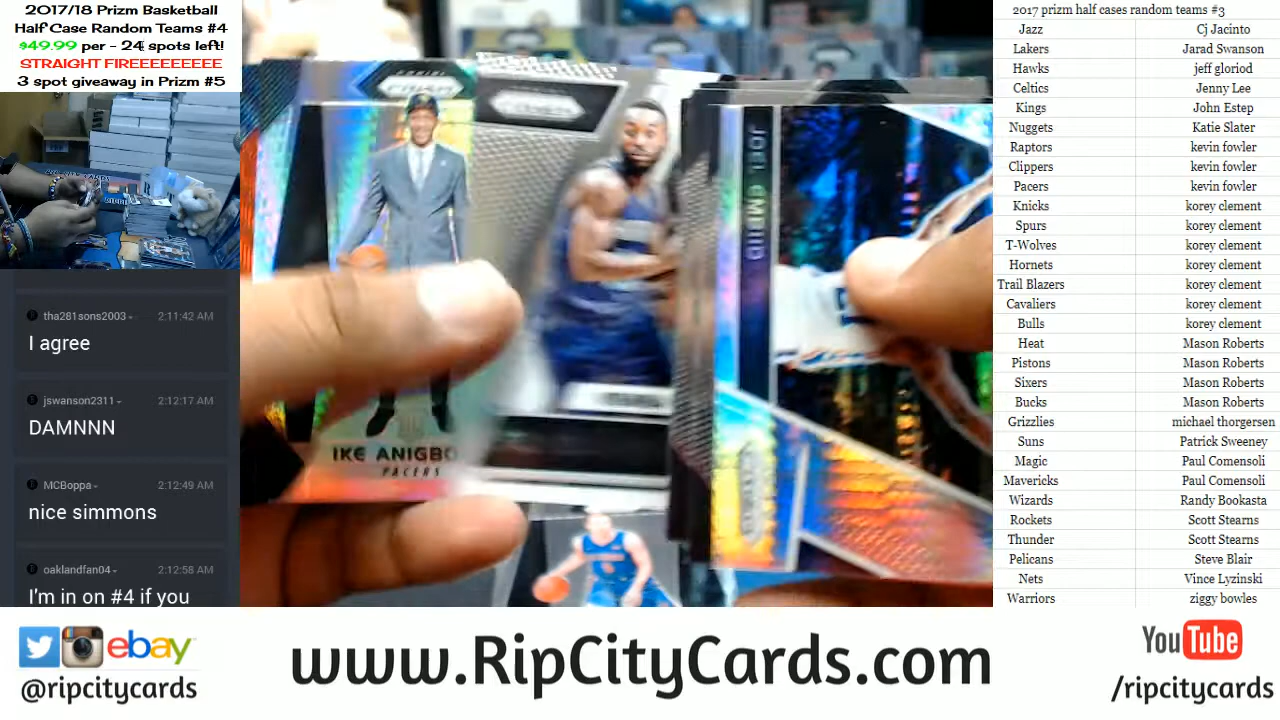 2017/18 Prizm Basketball
Half Case Random Teams #4
$49.99 per - 24 spots left!
STRAIGHT FIREEEEEEEEE
3 spot giveaway in Prizm #5
tha281sons2003 2:11:42 AM
I agree
jswanson2311 2:12:17 AM
DAMNNN
MCBoppa 2:12:49 AM
nice simmons
oaklandfan04 2:12:58 AM
I'm in on #4 if you
PRIZM
IKE ANIGBO
PACERS
JOEL EMBIID
2017 prizm half cases random teams #3
Jazz Cj Jacinto
Lakers Jarad Swanson
Hawks jeff gloriod
Celtics Jenny Lee
Kings John Estep
Nuggets Katie Slater
Raptors kevin fowler
Clippers kevin fowler
Pacers kevin fowler
Knicks korey clement
Spurs korey clement
T-Wolves korey clement
Hornets korey clement
Trail Blazers korey clement
Cavaliers korey clement
Bulls korey clement
Heat Mason Roberts
Pistons Mason Roberts
Sixers Mason Roberts
Bucks Mason Roberts
Grizzlies michael thorgersen
Suns Patrick Sweeney
Magic Paul Comensoli
Mavericks Paul Comensoli
Wizards Randy Bookasta
Rockets Scott Stearns
Thunder Scott Stearns
Pelicans Steve Blair
Nets Vince Lyzinski
Warriors ziggy bowles
ebay
@ripcitycards
www.RipCityCards.com
YouTube
/ripcitycards